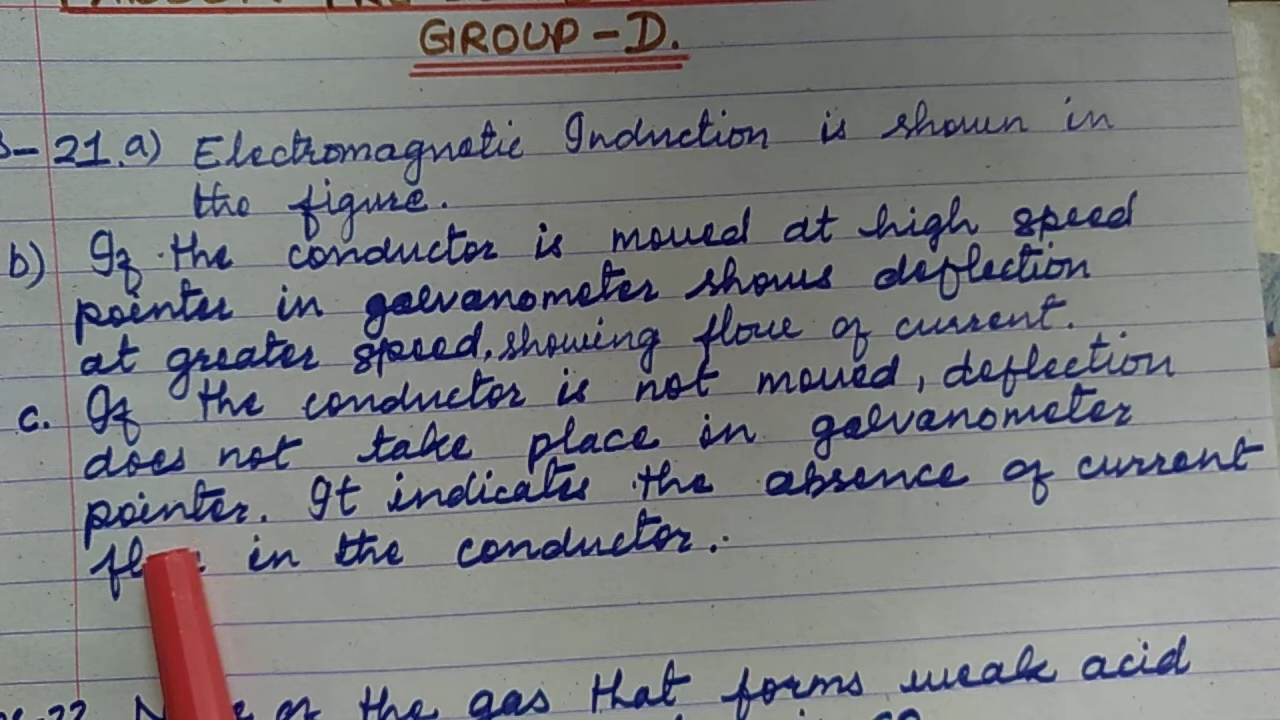 GROUP-D.
21.a) Electromagnetic Induction is shown in
the figure.
b) If the conductor is moved at high speed
pointer in galvanometer shows deflection
at greater speed, showing flow of current.
c. If the conductor is not moved, deflection
does not take place in galvanometer
pointer. It indicates the absence of current
in the conductor.
of the gas that forms weak acid